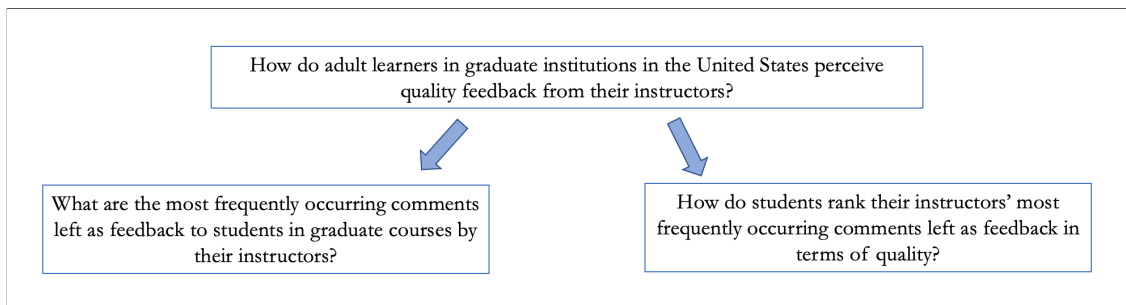 How do adult learners in graduate institutions in the United States perceive
quality feedback from their instructors?
What are the most frequently occurring comments
left as feedback to students in graduate courses by
their instructors?
How do students rank their instructors’ most
frequently occurring comments left as feedback in
terms of quality?